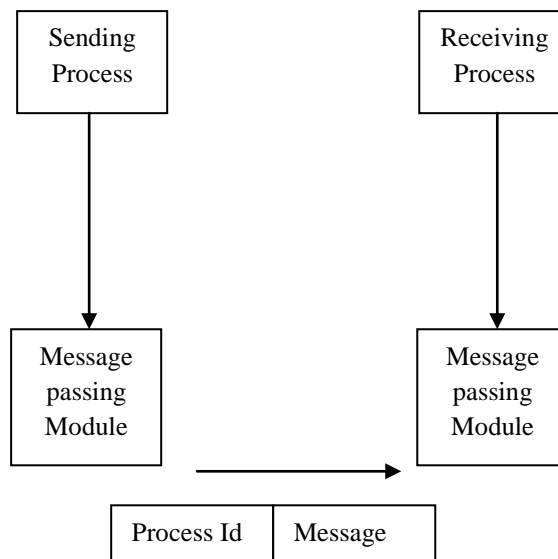 Sending
Process
Receiving
Process
Message
passing
Module
Message
passing
Module
Process Id
Message